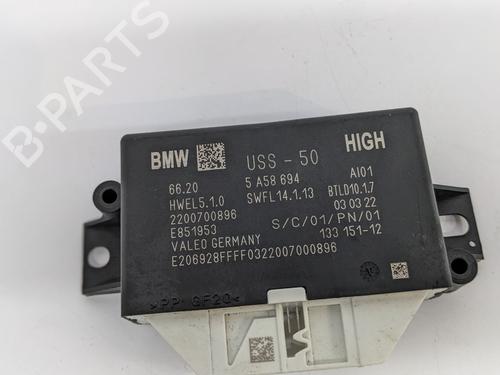 BMW USS - 50 HIGH
66.20 5 A58 694 AI01
HWEL5.1.0 SWFL14.1.13 BTLD10.1.7
2200700896 03 03 22
E851953 S/C/01/PN/01
VALEO GERMANY 133 151-12
E206928FFFF0322007000896
>PP GF20<
B-PARTS